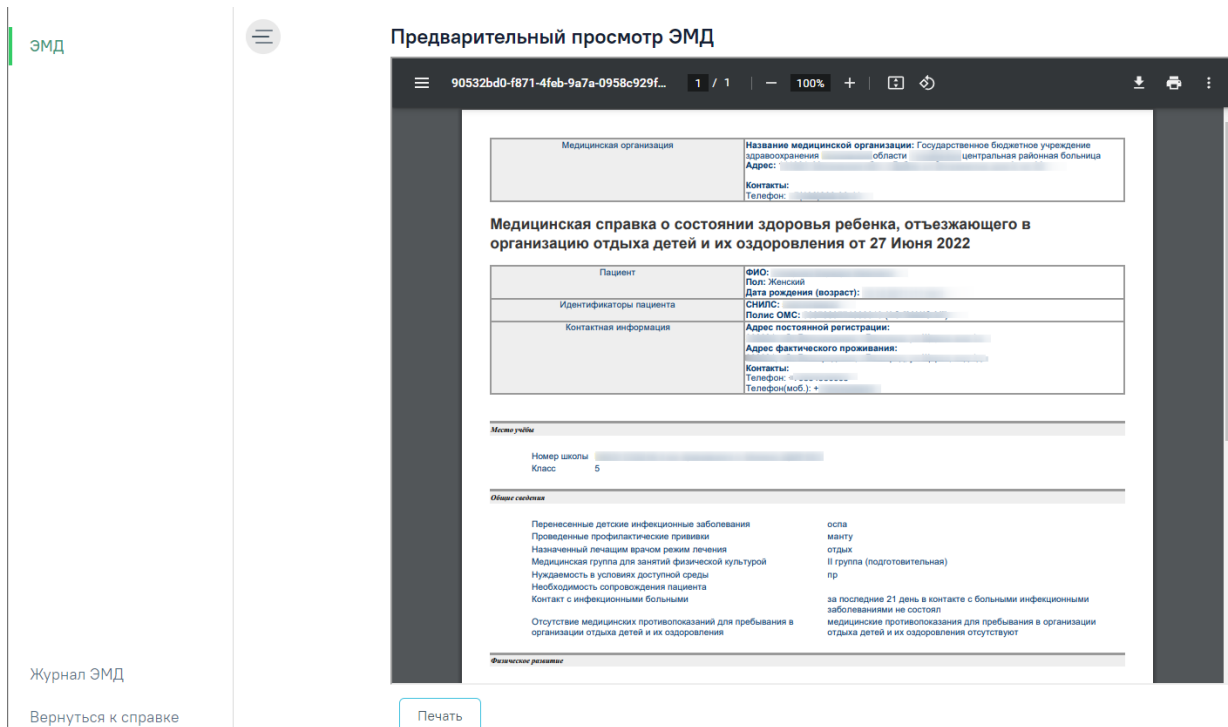 ЭМД
Предварительный просмотр ЭМД
90532bd0-f871-4feb-9a7a-0958c929f... 1 / 1 100%
Медицинская организация
Название медицинской организации: Государственное бюджетное учреждение
здравоохранения области центральная районная больница
Адрес:
Контакты:
Телефон:
Медицинская справка о состоянии здоровья ребенка, отъезжающего в
организацию отдыха детей и их оздоровления от 27 Июня 2022
Пациент
ФИО:
Пол: Женский
Дата рождения (возраст):
Идентификаторы пациента
СНИЛС:
Полис ОМС:
Контактная информация
Адрес постоянной регистрации:
Адрес фактического проживания:
Контакты:
Телефон:
Телефон(моб.): +
Место учёбы
Номер школы
Класс 5
Общие сведения
Перенесенные детские инфекционные заболевания оспа
Проведенные профилактические прививки манту
Назначенный лечащим врачом режим лечения отдых
Медицинская группа для занятий физической культурой II группа (подготовительная)
Нуждаемость в условиях доступной среды пр
Необходимость сопровождения пациента
Контакт с инфекционными больными за последние 21 день в контакте с больными инфекционными
заболеваниями не состоял
Отсутствие медицинских противопоказаний для пребывания в медицинские противопоказания для пребывания в организации
организации отдыха детей и их оздоровления отдыха детей и их оздоровления отсутствуют
Физическое развитие
Журнал ЭМД
Вернуться к справке
Печать